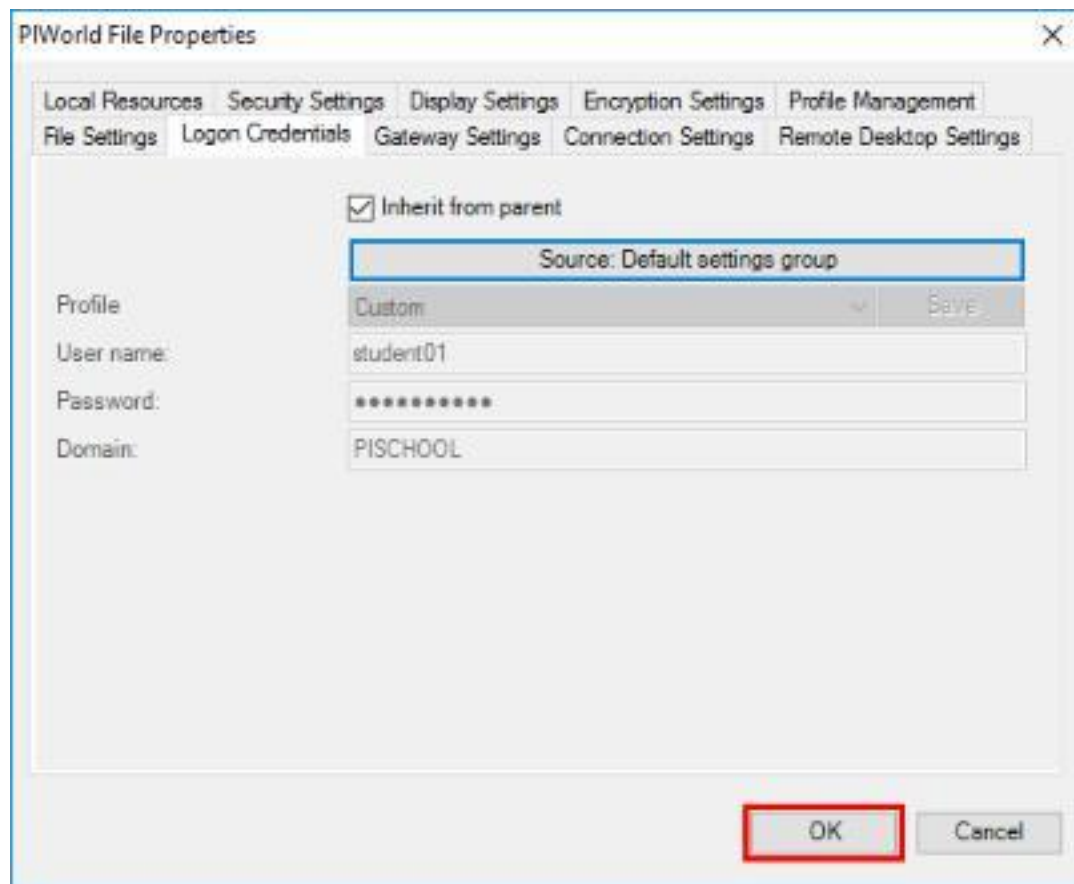 PIWorld File Properties
Local Resources Security Settings Display Settings Encryption Settings Profile Management
File Settings Logon Credentials Gateway Settings Connection Settings Remote Desktop Settings
Inherit from parent
Source: Default settings group
Profile Custom Save
User name: student01
Password: ••••••••••
Domain: PISCHOOL
OK Cancel